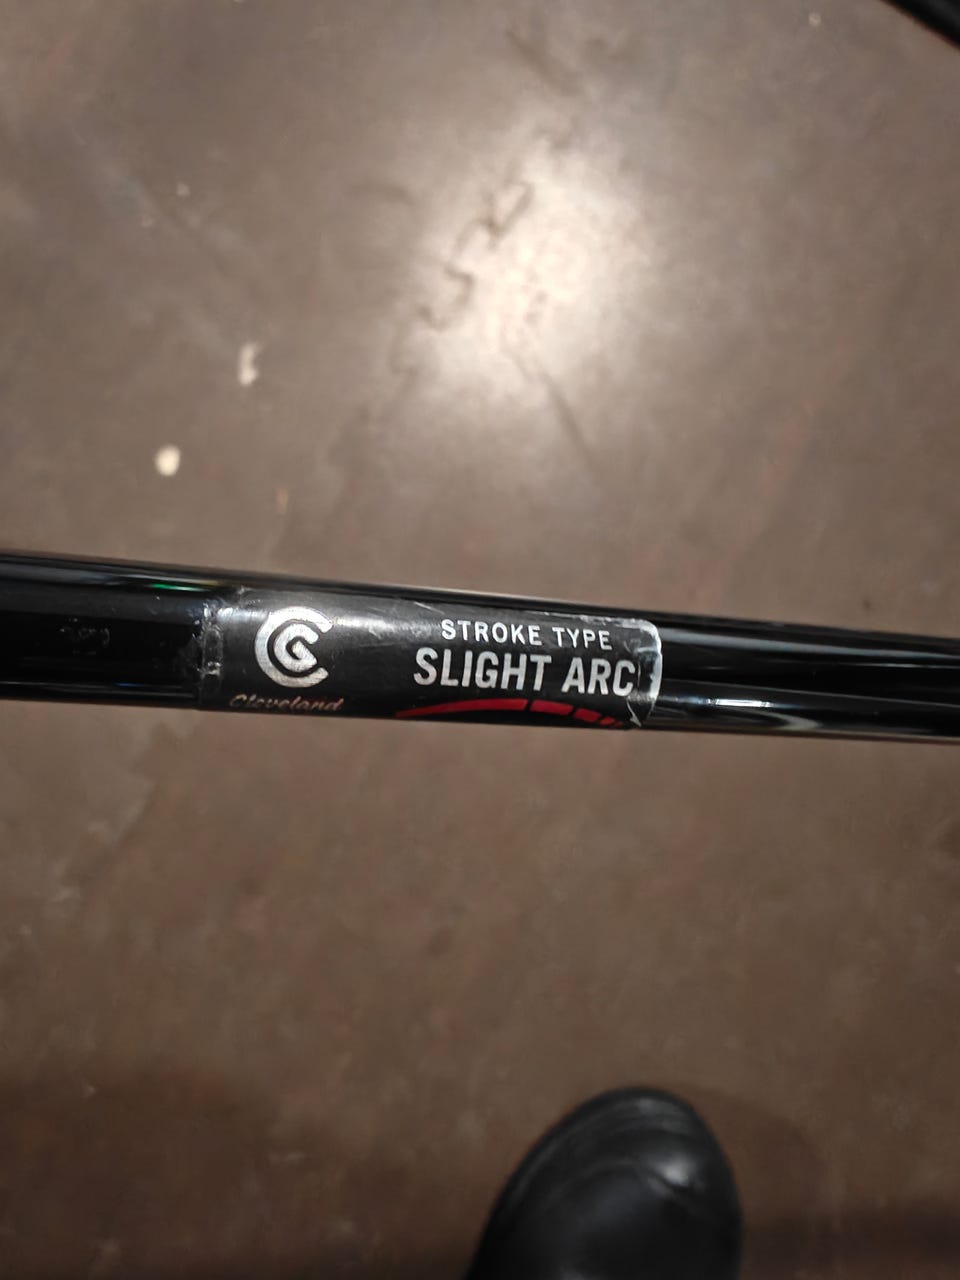 STROKE TYPE
SLIGHT ARC
Cleveland